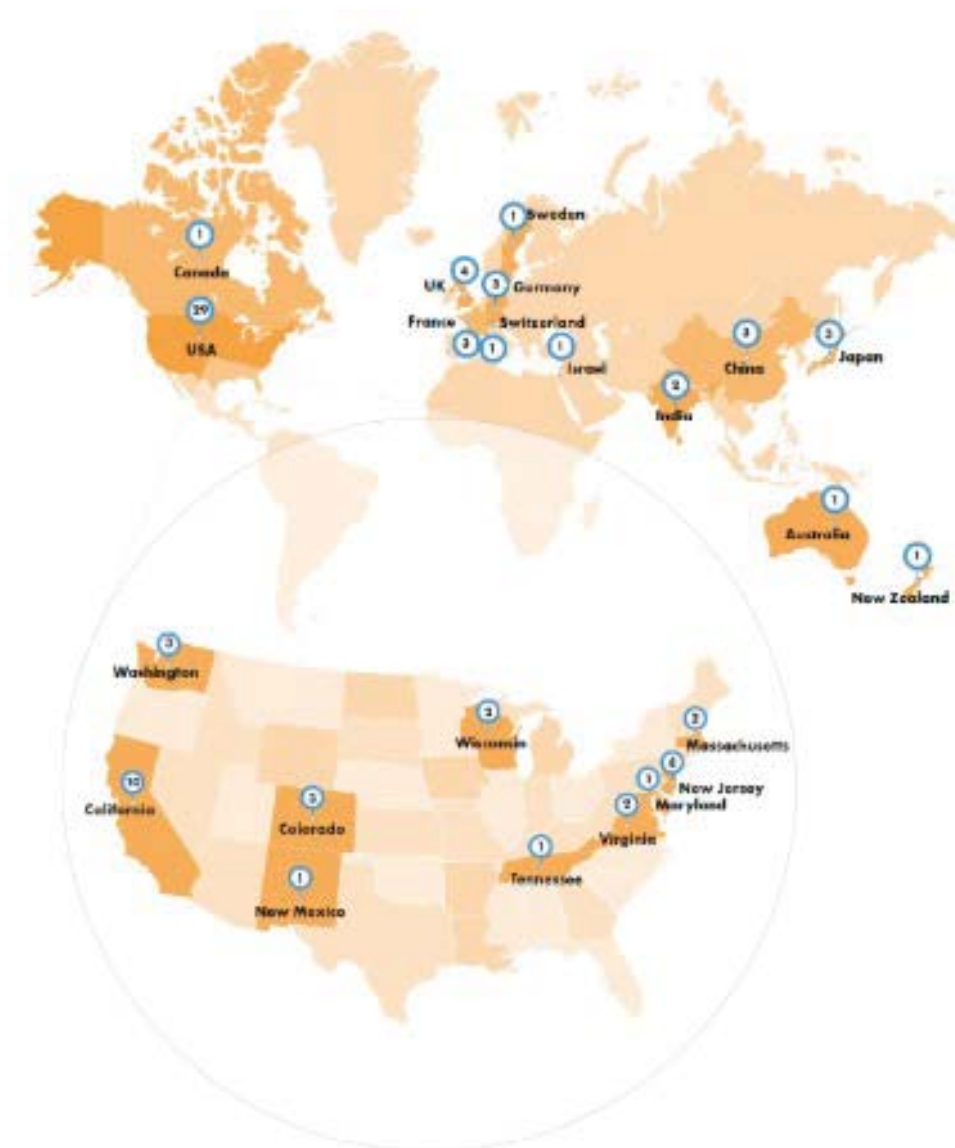 1
Canada
29
USA
1
Sweden
4
UK
3
Germany
France
Switzerland
3
1
1
Israel
3
China
Japan
2
India
1
Australia
1
New Zealand
3
Washington
10
California
3
Colorado
1
New Mexico
2
Wisconsin
1
Tennessee
2
Massachusetts
4
New Jersey
1
Maryland
2
Virginia